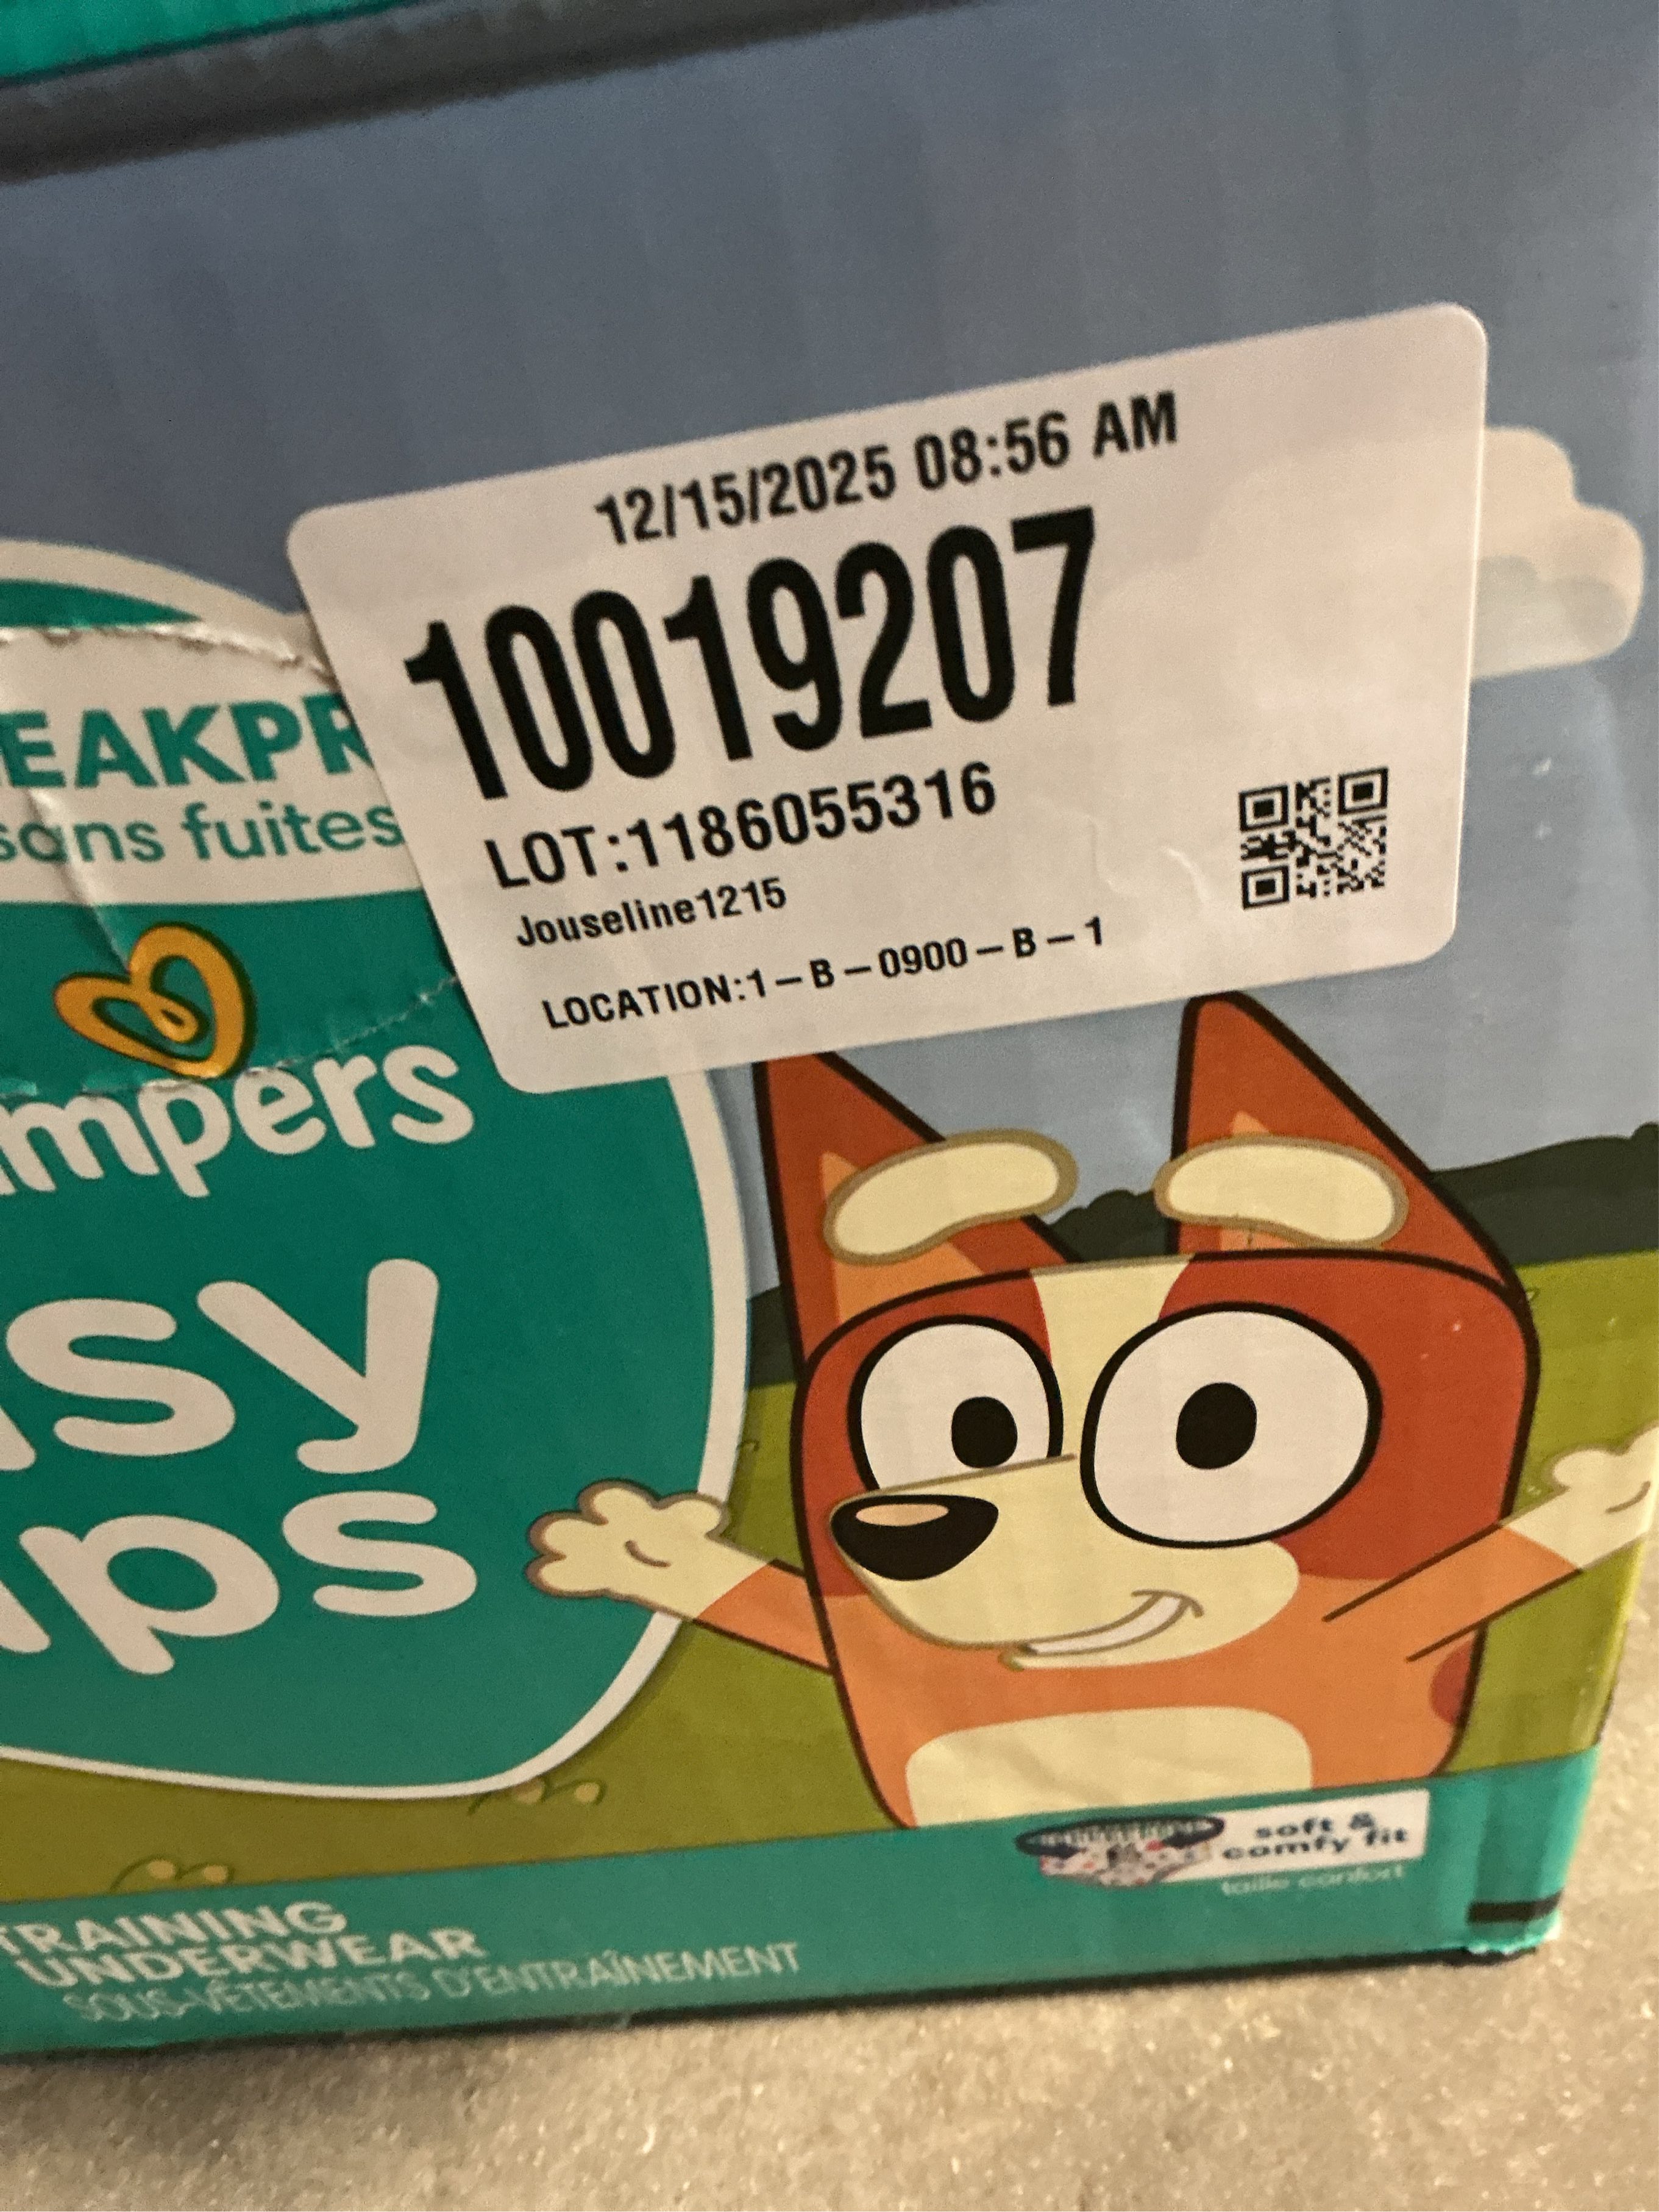 12/15/2025 08:56 AM
10019207
LOT:1186055316
Jouseline1215
LOCATION:1-B-0900-B-1
EAKPR
sans fuites
mpers
sy
ps
soft &
comfy fit
taille confort
TRAINING
UNDERWEAR
SOUS-VÊTEMENTS D'ENTRAÎNEMENT